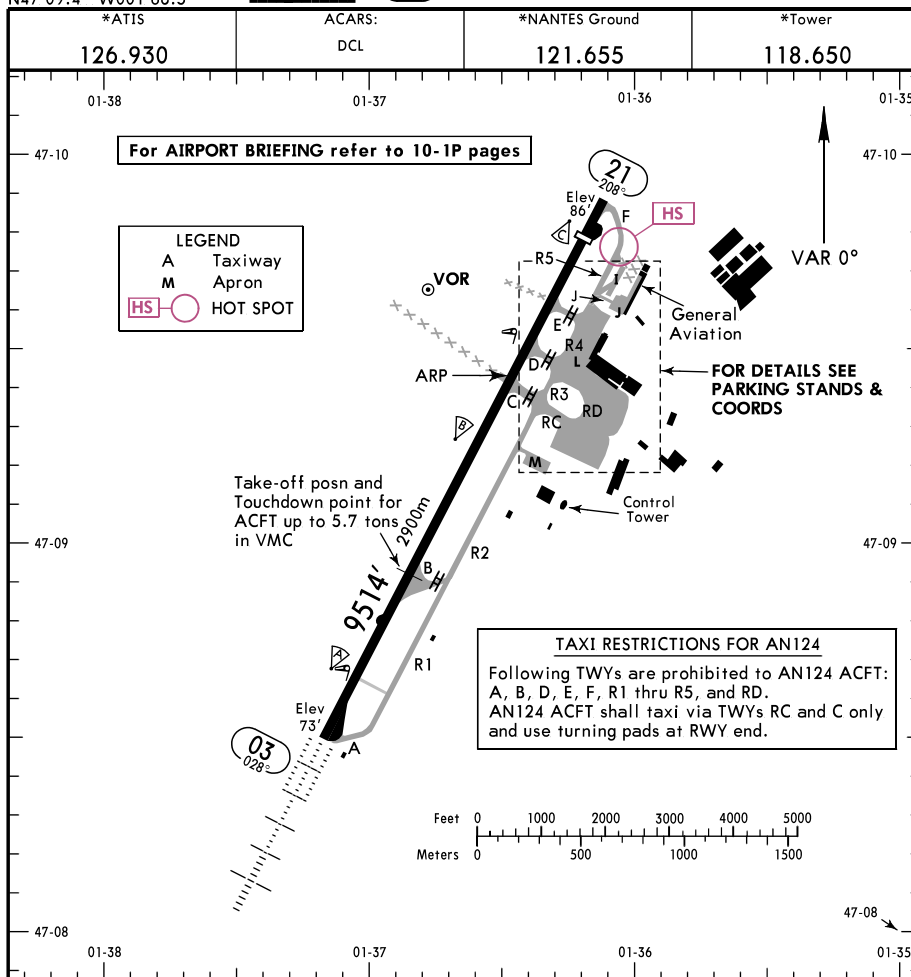 *ATIS
126.930
ACARS:
DCL
*NANTES Ground
121.655
*Tower
118.650
01-38
01-37
01-36
01-35
47-10
47-10
For AIRPORT BRIEFING refer to 10-1P pages
21
208°
Elev
86'
F
HS
C
VAR 0°
LEGEND
A Taxiway
M Apron
HS HOT SPOT
VOR
R5
I
J
J
General
Aviation
E
R4
L
D
ARP
FOR DETAILS SEE
PARKING STANDS &
COORDS
C
R3
RD
RC
B
M
Take-off posn and
Touchdown point for
ACFT up to 5.7 tons
in VMC
2900m
9514'
Control
Tower
47-09
47-09
B
R2
R1
A
Elev
73'
A
03
028°
TAXI RESTRICTIONS FOR AN124
Following TWYs are prohibited to AN124 ACFT:
A, B, D, E, F, R1 thru R5, and RD.
AN124 ACFT shall taxi via TWYs RC and C only
and use turning pads at RWY end.
Feet 0 1000 2000 3000 4000 5000
Meters 0 500 1000 1500
47-08
47-08
01-38
01-37
01-36